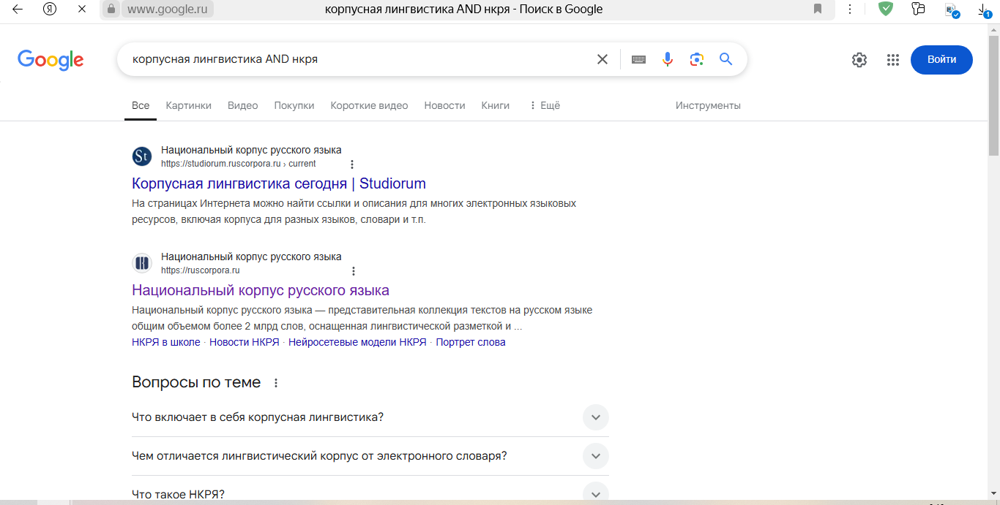 Я
www.google.ru
корпусная лингвистика AND нкря - Поиск в Google
1
Google
корпусная лингвистика AND нкря
Войти
Все Картинки Видео Покупки Короткие видео Новости Книги Ещё Инструменты
St
Национальный корпус русского языка
https://studiorum.ruscorpora.ru › current
Корпусная лингвистика сегодня | Studiorum
На страницах Интернета можно найти ссылки и описания для многих электронных языковых
ресурсов, включая корпуса для разных языков, словари и т.п.
Национальный корпус русского языка
https://ruscorpora.ru
Национальный корпус русского языка
Национальный корпус русского языка — представительная коллекция текстов на русском языке
общим объемом более 2 млрд слов, оснащенная лингвистической разметкой и ...
НКРЯ в школе · Новости НКРЯ · Нейросетевые модели НКРЯ · Портрет слова
Вопросы по теме
Что включает в себя корпусная лингвистика?
Чем отличается лингвистический корпус от электронного словаря?
Что такое НКРЯ?